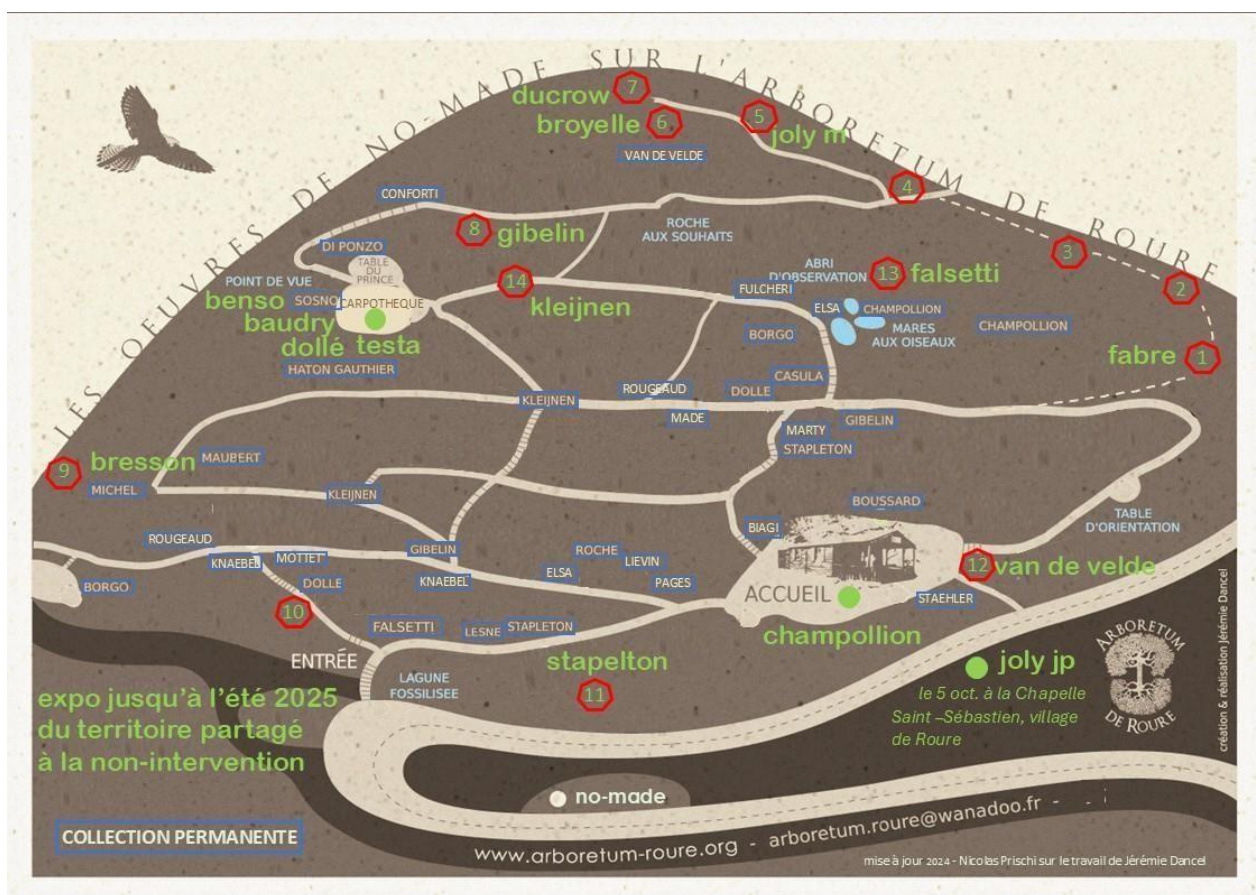 LES OEUVRES DE NO-MADE SUR L'ARBORETUM DE ROURE
7
ducrow
6
broyelle
5
joly m
VAN DE VELDE
4
CONFORTI
8
gibelin
ROCHE
AUX SOUHAITS
3
2
DI PONZO
TABLE
DU
PRINCE
POINT DE VUE
14
kleijnen
ABRI
D'OBSERVATION
13
falsetti
FULCHERI
benso
SOSNO
CARPOTHEQUE
baudry
dollé
testa
ELSA
CHAMPOLLION
MARES
AUX OISEAUX
CHAMPOLLION
BORGO
fabre
1
HATON GAUTHIER
CASULA
DOLLE
ROUGEAUD
KLEIJNEN
MADE
GIBELIN
MARTY
STAPLETON
9
bresson
MAUBERT
MICHEL
KLEIJNEN
BOUSSARD
TABLE
D'ORIENTATION
BIAGI
ROUGEAUD
KNAEBEL
MOTTET
GIBELIN
ROCHE
LIEVIN
ELSA
KNAEBEL
PAGES
BORGO
DOLLE
12
van de velde
ACCUEIL
STAEHLER
10
FALSETTI
LESNE
STAPLETON
champollion
ENTRÉE
stapelton
11
LAGUNE
FOSSILISEE
joly jp
le 5 oct. à la Chapelle
Saint –Sébastien, village
de Roure
ARBORETUM
DE ROURE
création & réalisation Jérémie Dancel
expo jusqu'à l'été 2025
du territoire partagé
à la non-intervention
no-made
COLLECTION PERMANENTE
www.arboretum-roure.org - arboretum.roure@wanadoo.fr -
mise à jour 2024 - Nicolas Prischi sur le travail de Jérémie Dancel